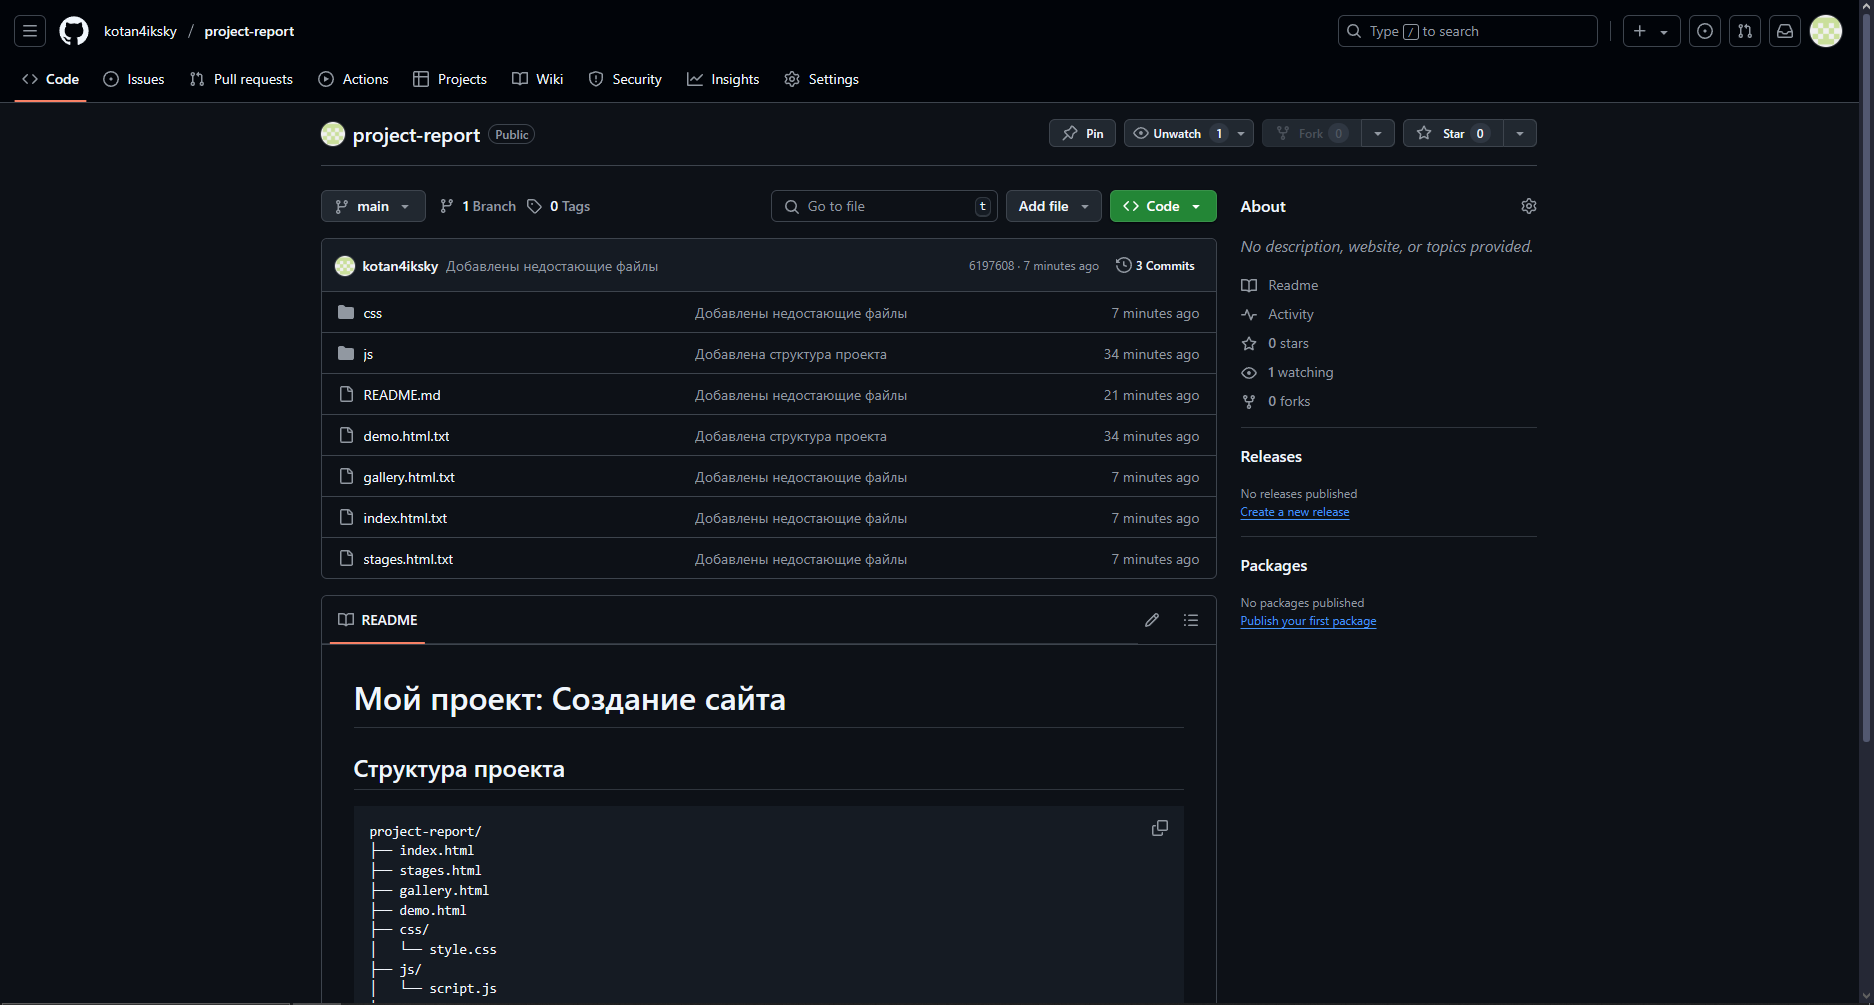 kotan4iksky / project-report
Type / to search
Code Issues Pull requests Actions Projects Wiki Security Insights Settings
project-report Public
Pin Unwatch 1 Fork 0 Star 0
main 1 Branch 0 Tags
Go to file t Add file Code
kotan4iksky Добавлены недостающие файлы 6197608 · 7 minutes ago 3 Commits
css Добавлены недостающие файлы 7 minutes ago
js Добавлена структура проекта 34 minutes ago
README.md Добавлены недостающие файлы 21 minutes ago
demo.html.txt Добавлена структура проекта 34 minutes ago
gallery.html.txt Добавлены недостающие файлы 7 minutes ago
index.html.txt Добавлены недостающие файлы 7 minutes ago
stages.html.txt Добавлены недостающие файлы 7 minutes ago
README
Мой проект: Создание сайта
Структура проекта
project-report/
├── index.html
├── stages.html
├── gallery.html
├── demo.html
├── css/
│   └── style.css
├── js/
│   └── script.js
About
No description, website, or topics provided.
Readme
Activity
0 stars
1 watching
0 forks
Releases
No releases published
Create a new release
Packages
No packages published
Publish your first package